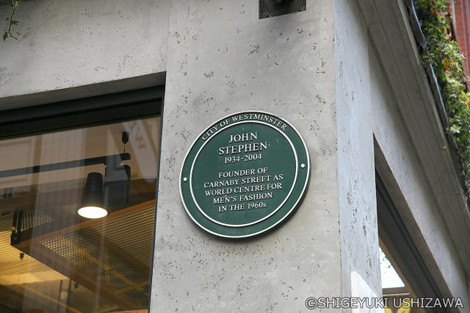 CITY OF WESTMINSTER
JOHN
STEPHEN
1934-2004
FOUNDER OF
CARNABY STREET AS
WORLD CENTRE FOR
MEN'S FASHION
IN THE 1960s
©SHIGEYUKI USHIZAWA